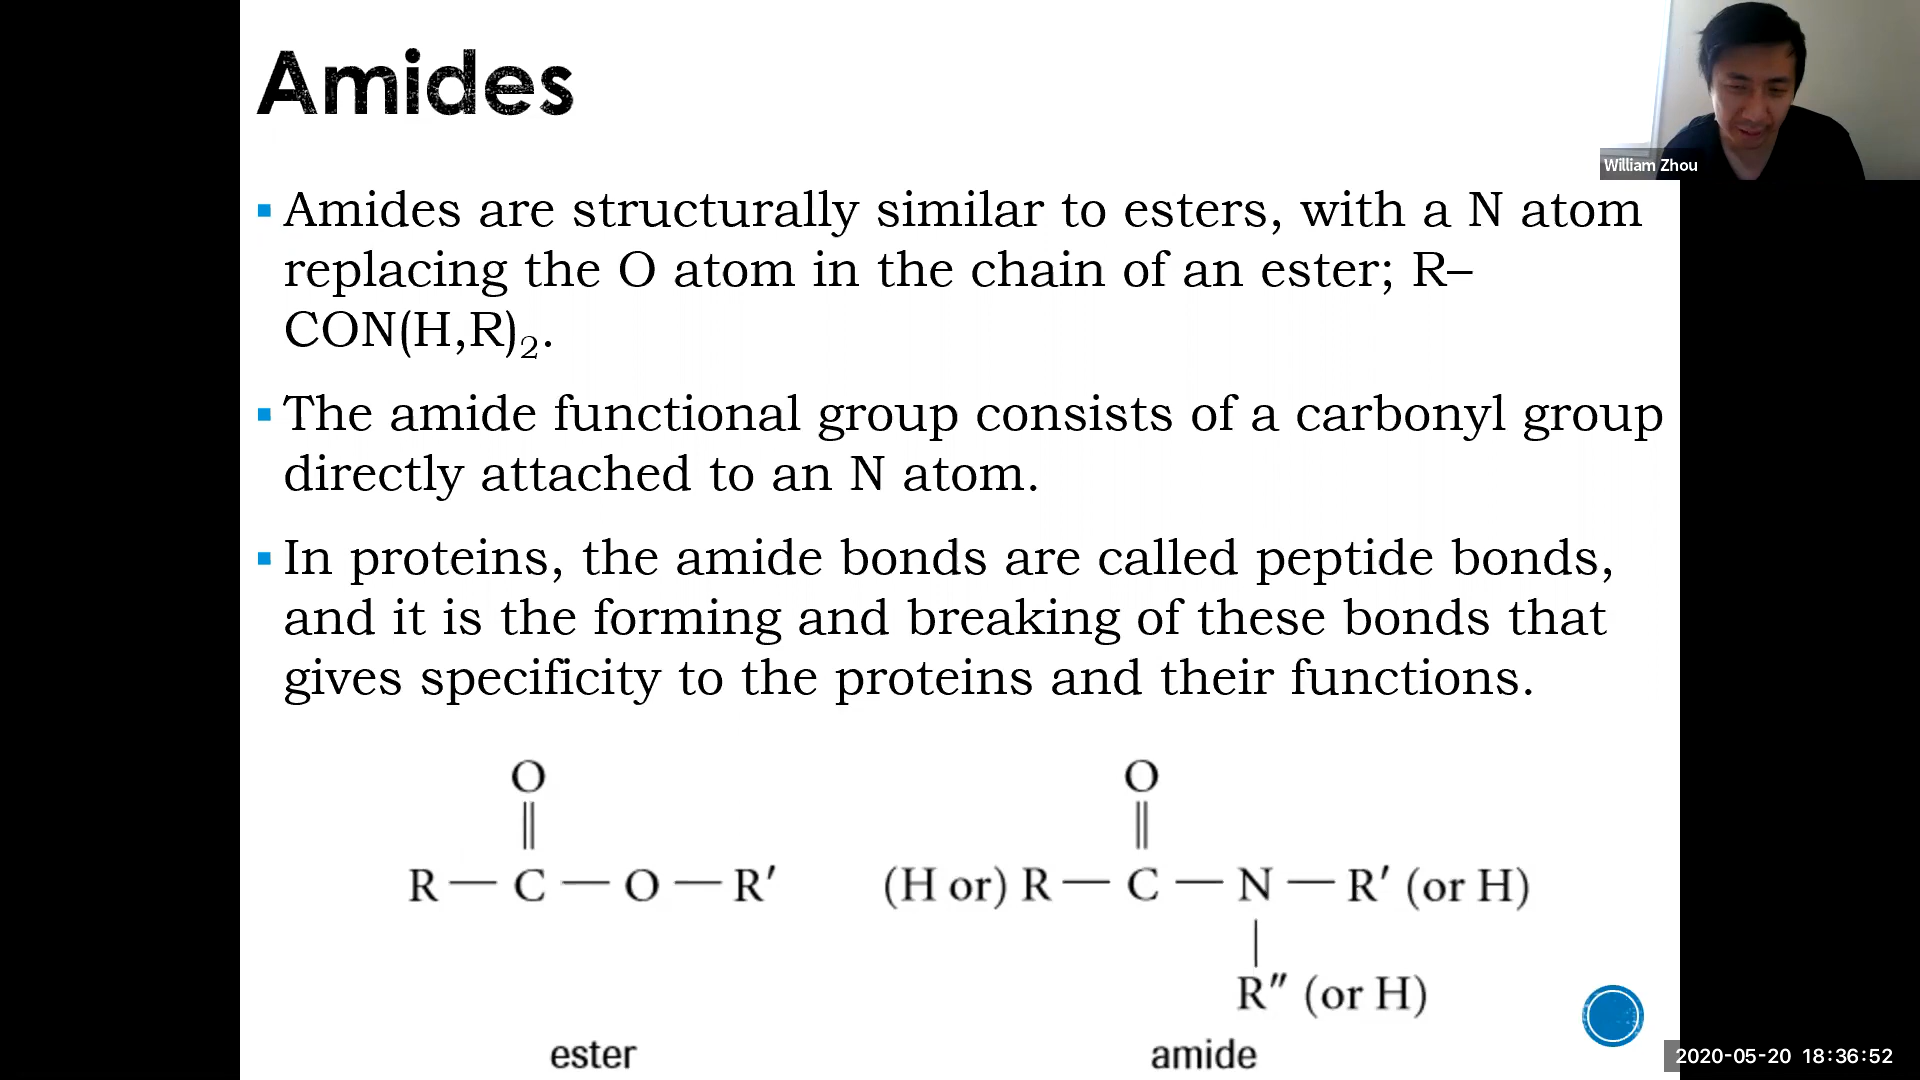 Amides
William Zhou
▪ Amides are structurally similar to esters, with a N atom
replacing the O atom in the chain of an ester; R–
CON(H,R)₂.
▪ The amide functional group consists of a carbonyl group
directly attached to an N atom.
▪ In proteins, the amide bonds are called peptide bonds,
and it is the forming and breaking of these bonds that
gives specificity to the proteins and their functions.
O
||
R — C — O — R′
ester
O
||
(H or) R — C — N — R′ (or H)
|
R″ (or H)
amide
2020-05-20 18:36:52